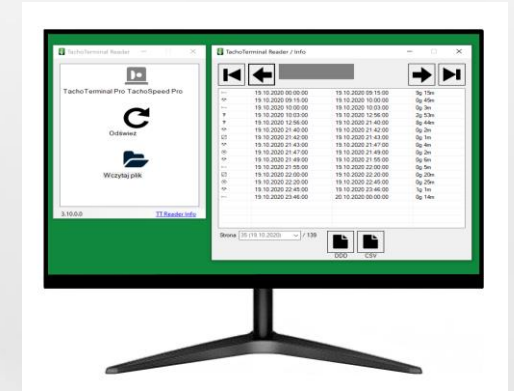 TachoTerminal Reader
TachoTerminal Pro TachoSpeed Pro
Odśwież
Wczytaj plik
3.10.0.0 TT Reader Info
TachoTerminal Reader / Info
19.10.2020 00:00:00 19.10.2020 09:15:00 9g 15m
19.10.2020 09:15:00 19.10.2020 10:00:00 0g 45m
19.10.2020 10:00:00 19.10.2020 10:03:00 0g 3m
19.10.2020 10:03:00 19.10.2020 12:56:00 2g 53m
19.10.2020 12:56:00 19.10.2020 21:40:00 8g 44m
19.10.2020 21:40:00 19.10.2020 21:42:00 0g 2m
19.10.2020 21:42:00 19.10.2020 21:43:00 0g 1m
19.10.2020 21:43:00 19.10.2020 21:47:00 0g 4m
19.10.2020 21:47:00 19.10.2020 21:49:00 0g 2m
19.10.2020 21:49:00 19.10.2020 21:55:00 0g 6m
19.10.2020 21:55:00 19.10.2020 22:00:00 0g 5m
19.10.2020 22:00:00 19.10.2020 22:20:00 0g 20m
19.10.2020 22:20:00 19.10.2020 22:45:00 0g 25m
19.10.2020 22:45:00 19.10.2020 23:46:00 1g 1m
19.10.2020 23:46:00 20.10.2020 00:00:00 0g 14m
Strona 35 (19.10.2020) / 139
DDD CSV